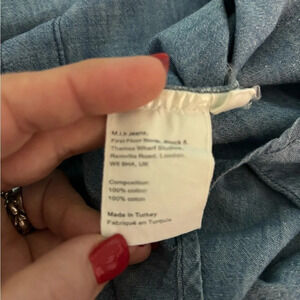 M.i.h Jeans,
First Floor Block 5
Thames Wharf Studios,
Rainville Road, London,
W6 9HA, UK
Composition
100% cotton
100% coton
Made in Turkey
Fabriqué en Turquie